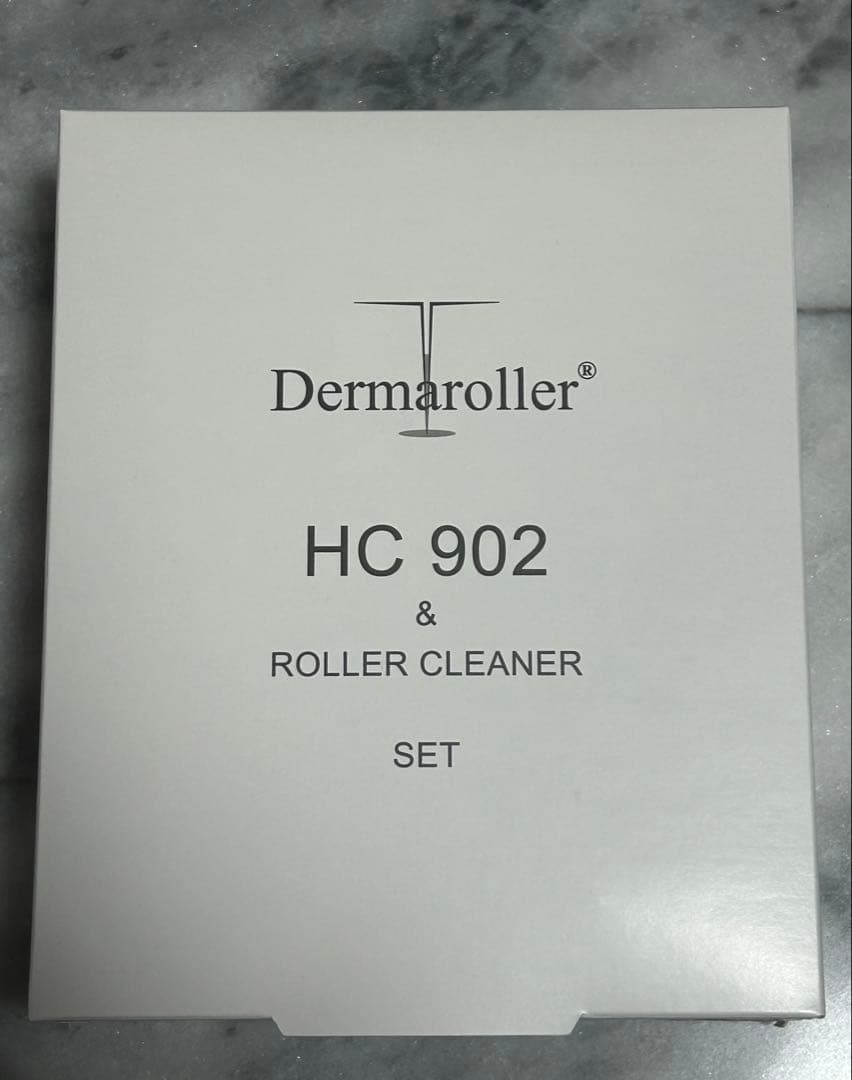 Dermaroller®
HC 902
&
ROLLER CLEANER
SET